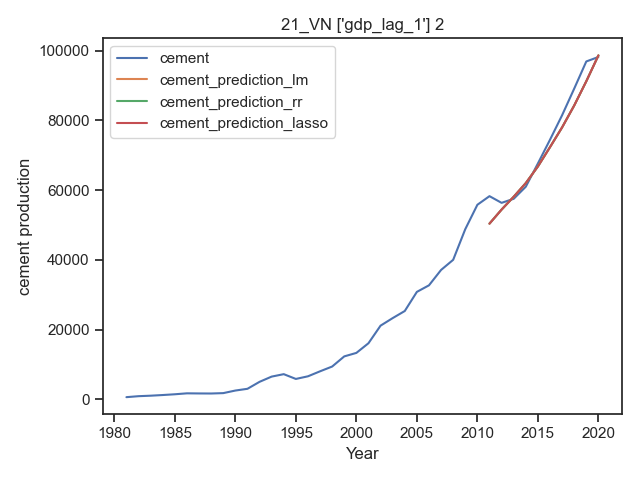 21_VN ['gdp_lag_1'] 2
cement
cement_prediction_lm
cement_prediction_rr
cement_prediction_lasso
cement production
100000
80000
60000
40000
20000
0
1980 1985 1990 1995 2000 2005 2010 2015 2020
Year